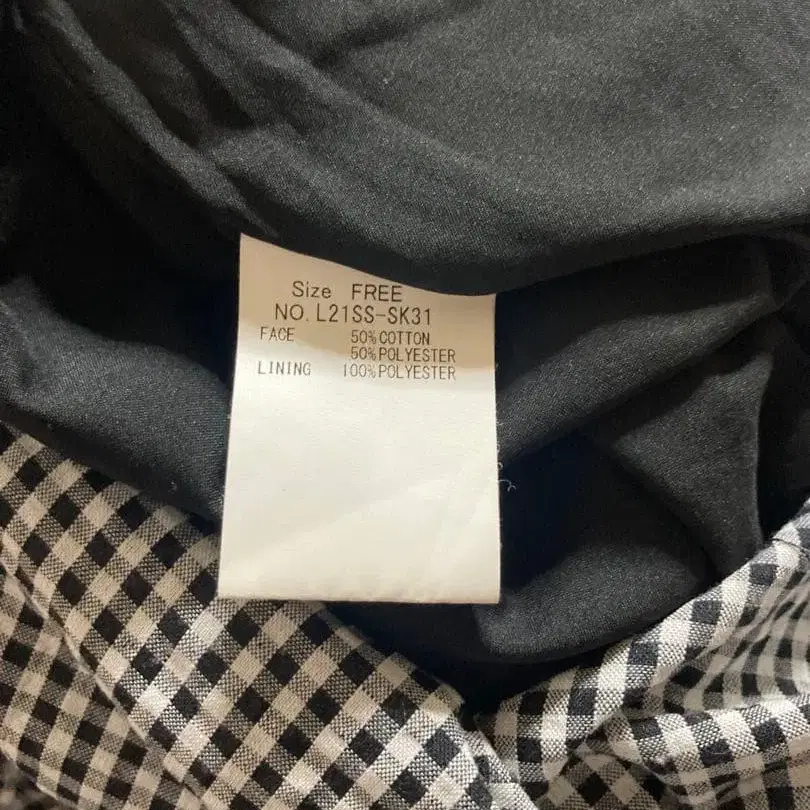 Size FREE
NO. L21SS-SK31
FACE 50%COTTON
50%POLYESTER
LINING 100%POLYESTER